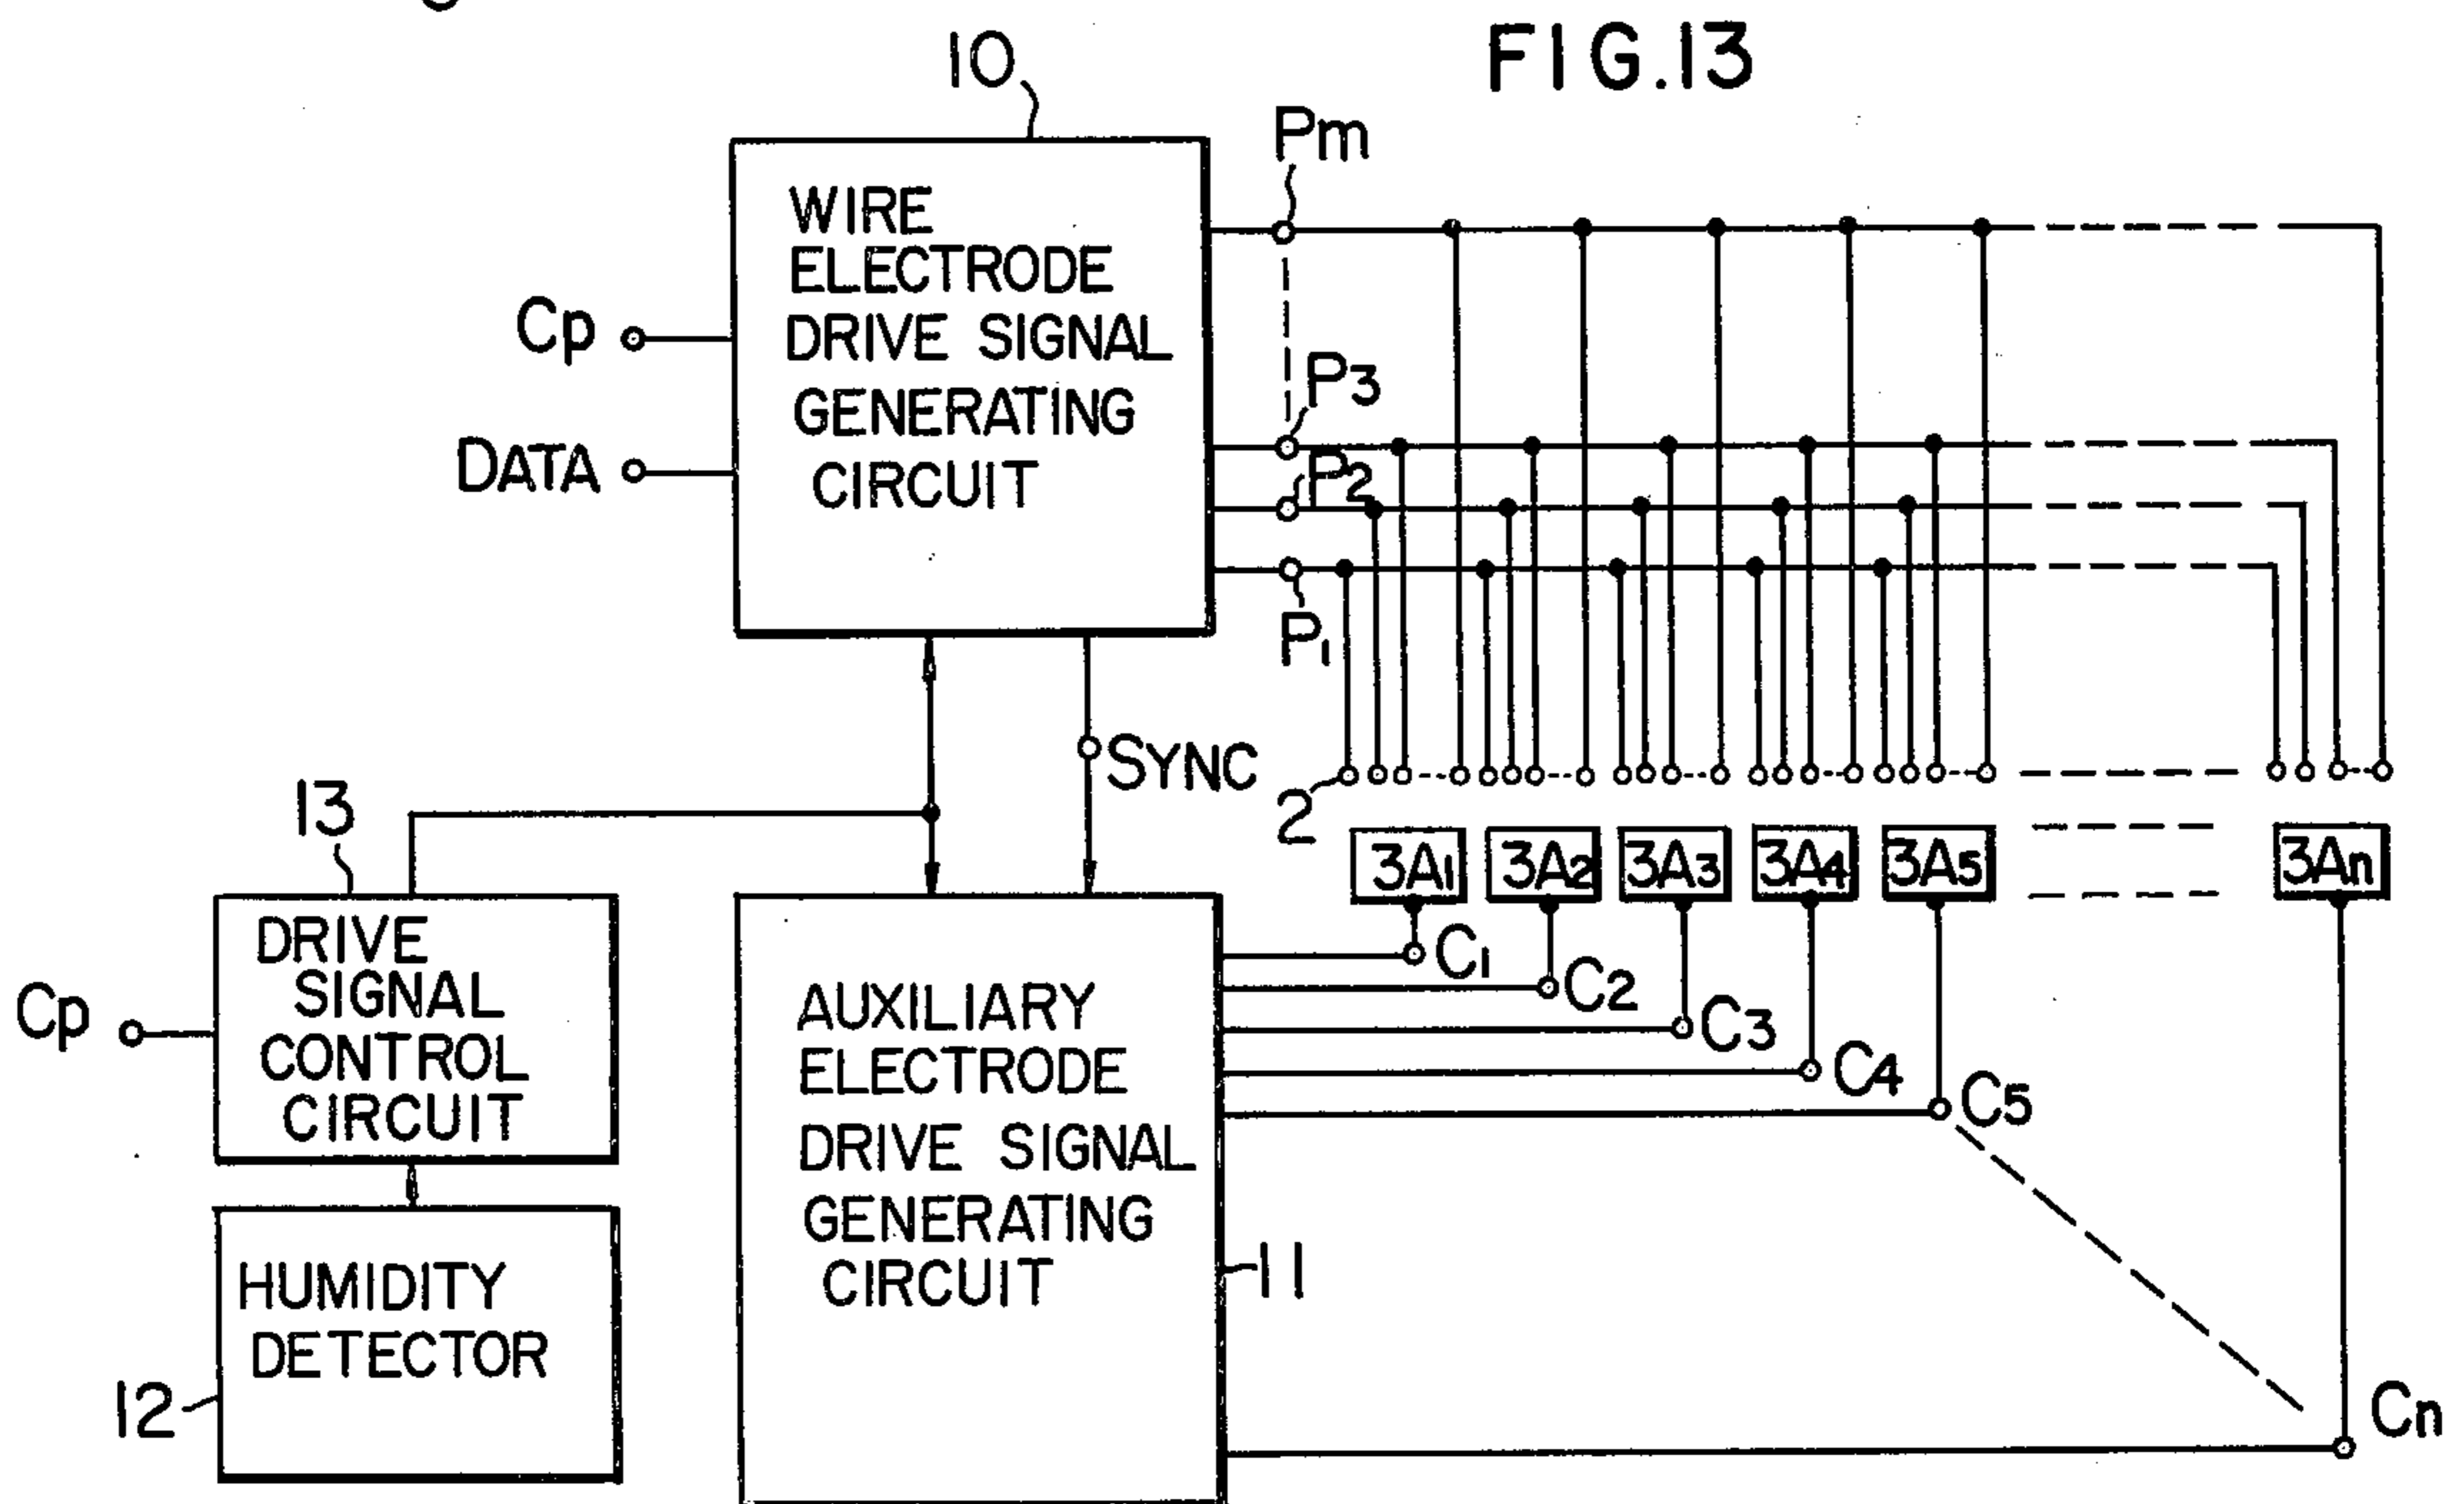 FIG.13
10
Pm
WIRE
ELECTRODE
DRIVE SIGNAL
GENERATING
CIRCUIT
Cp
DATA
P3
P2
P1
SYNC
2
13
3A1 3A2 3A3 3A4 3A5 3An
DRIVE
SIGNAL
CONTROL
CIRCUIT
Cp
AUXILIARY
ELECTRODE
DRIVE SIGNAL
GENERATING
CIRCUIT
11
C1
C2
C3
C4
C5
Cn
HUMIDITY
DETECTOR
12